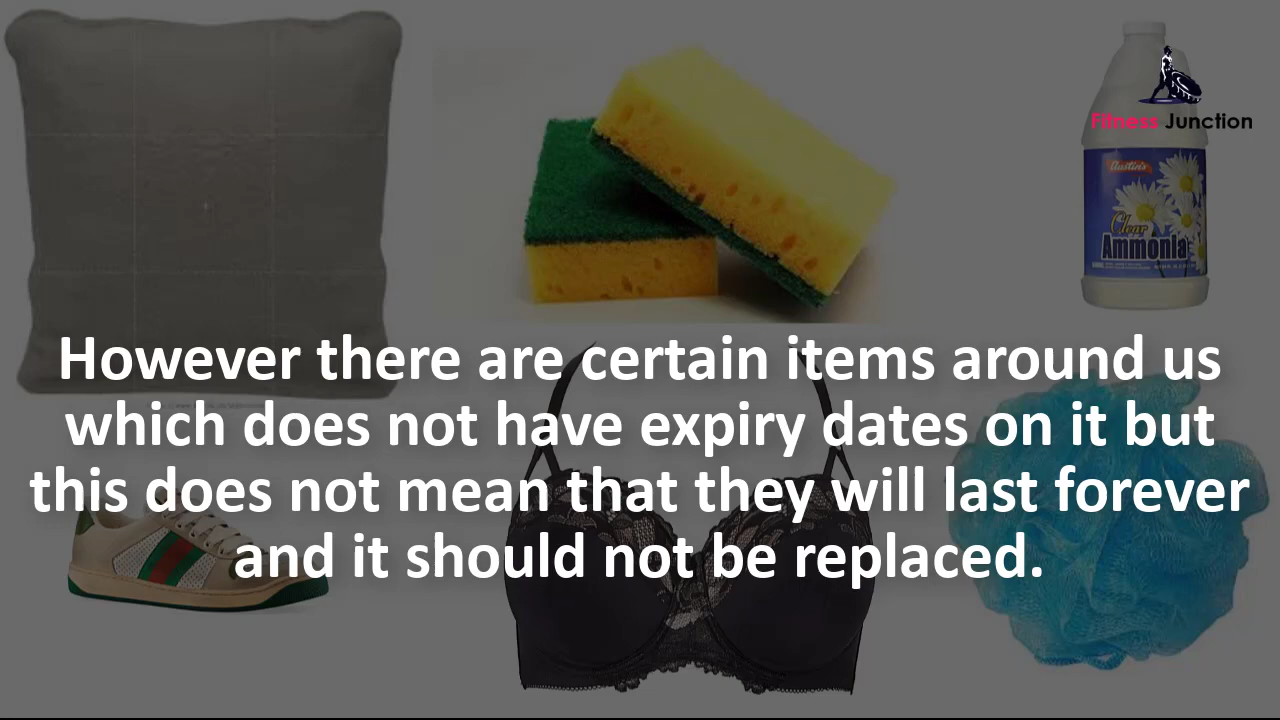 Fitness Junction
Austin's
Clear
Ammonia
However there are certain items around us
which does not have expiry dates on it but
this does not mean that they will last forever
and it should not be replaced.